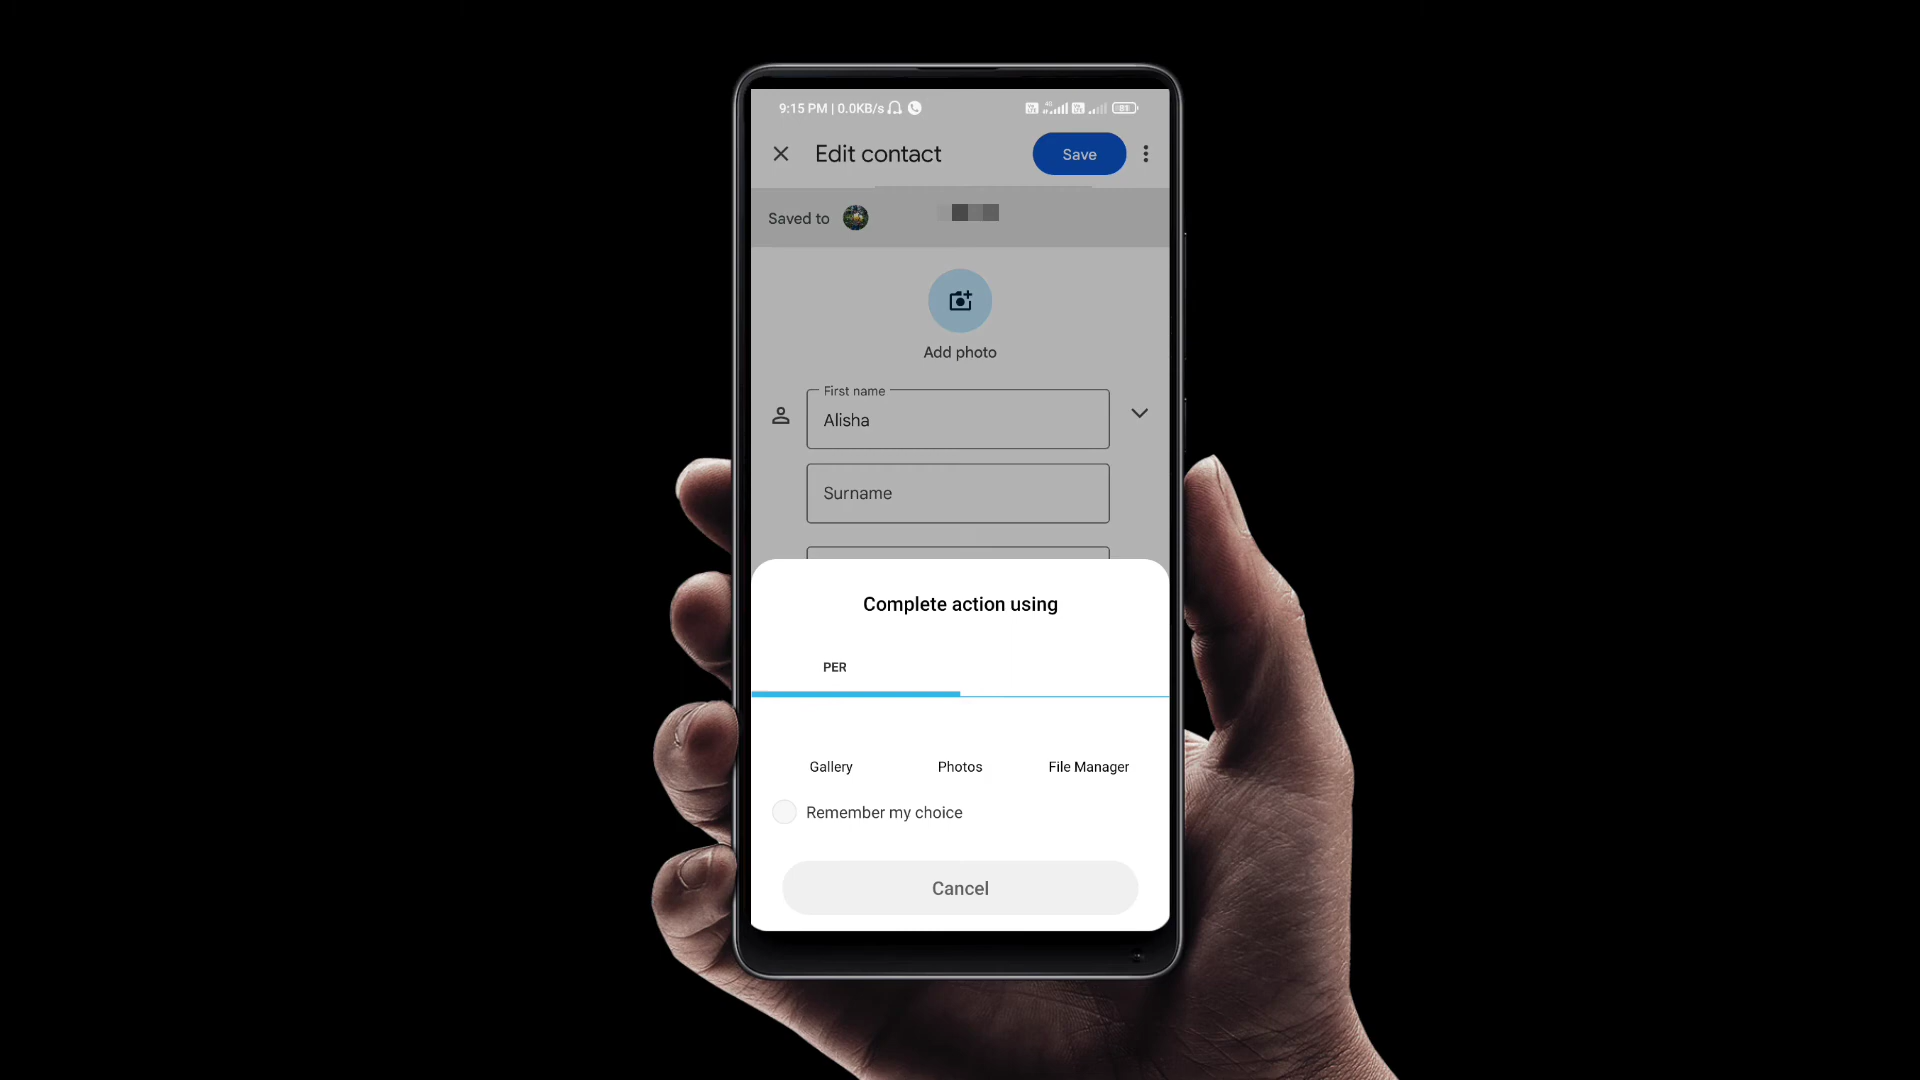 9:15 PM | 0.0KB/s
81
Edit contact
Save
Saved to
Add photo
First name
Alisha
Surname
Complete action using
PER
Gallery
Photos
File Manager
Remember my choice
Cancel